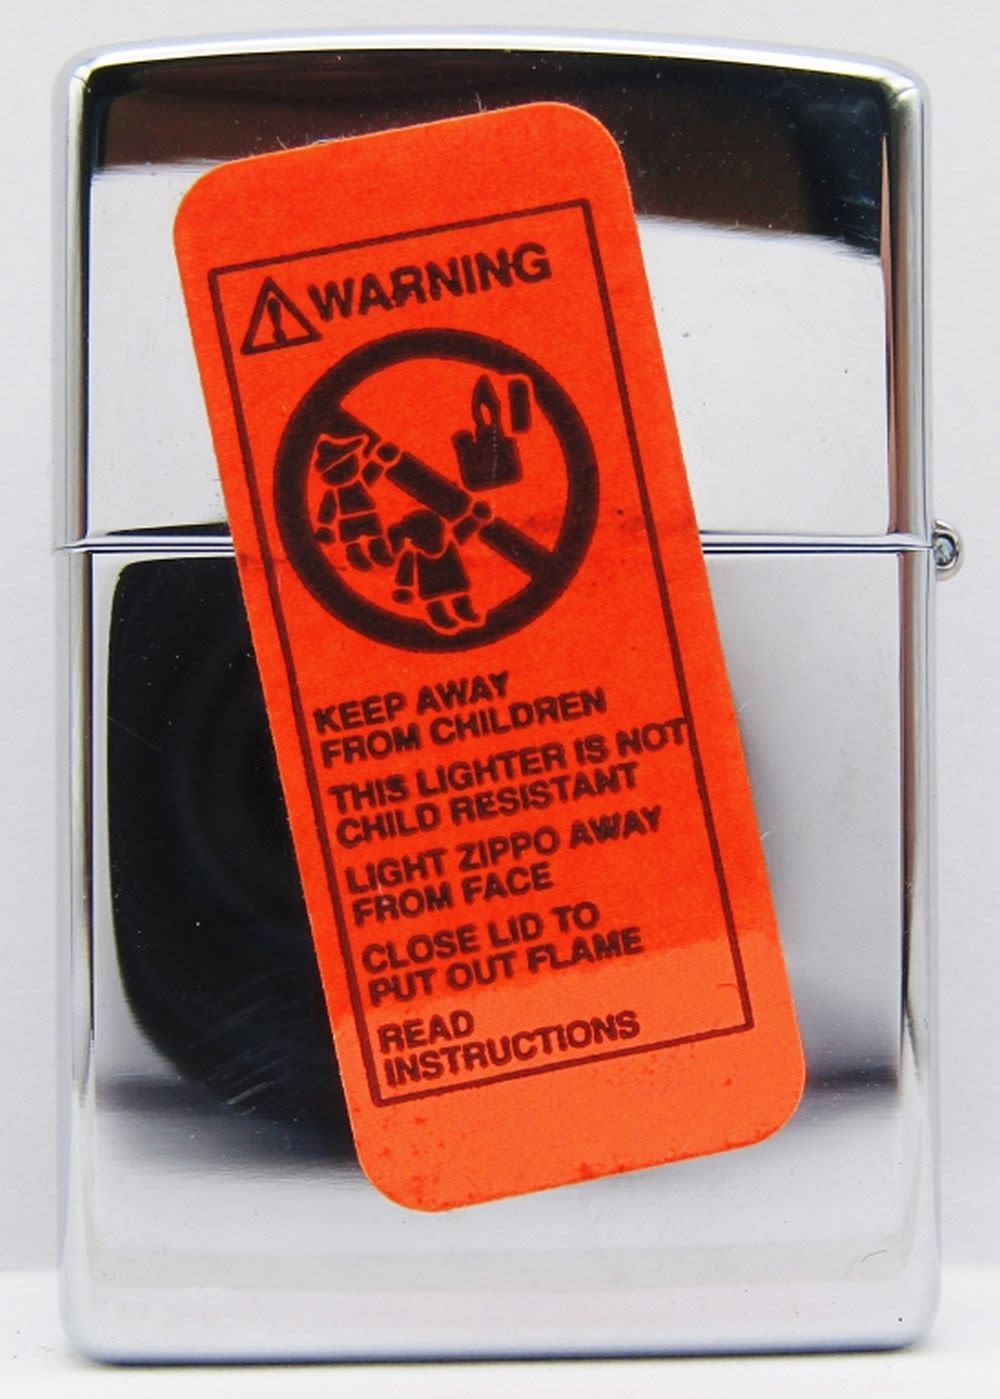 WARNING
KEEP AWAY
FROM CHILDREN
THIS LIGHTER IS NOT
CHILD RESISTANT
LIGHT ZIPPO AWAY
FROM FACE
CLOSE LID TO
PUT OUT FLAME
READ
INSTRUCTIONS